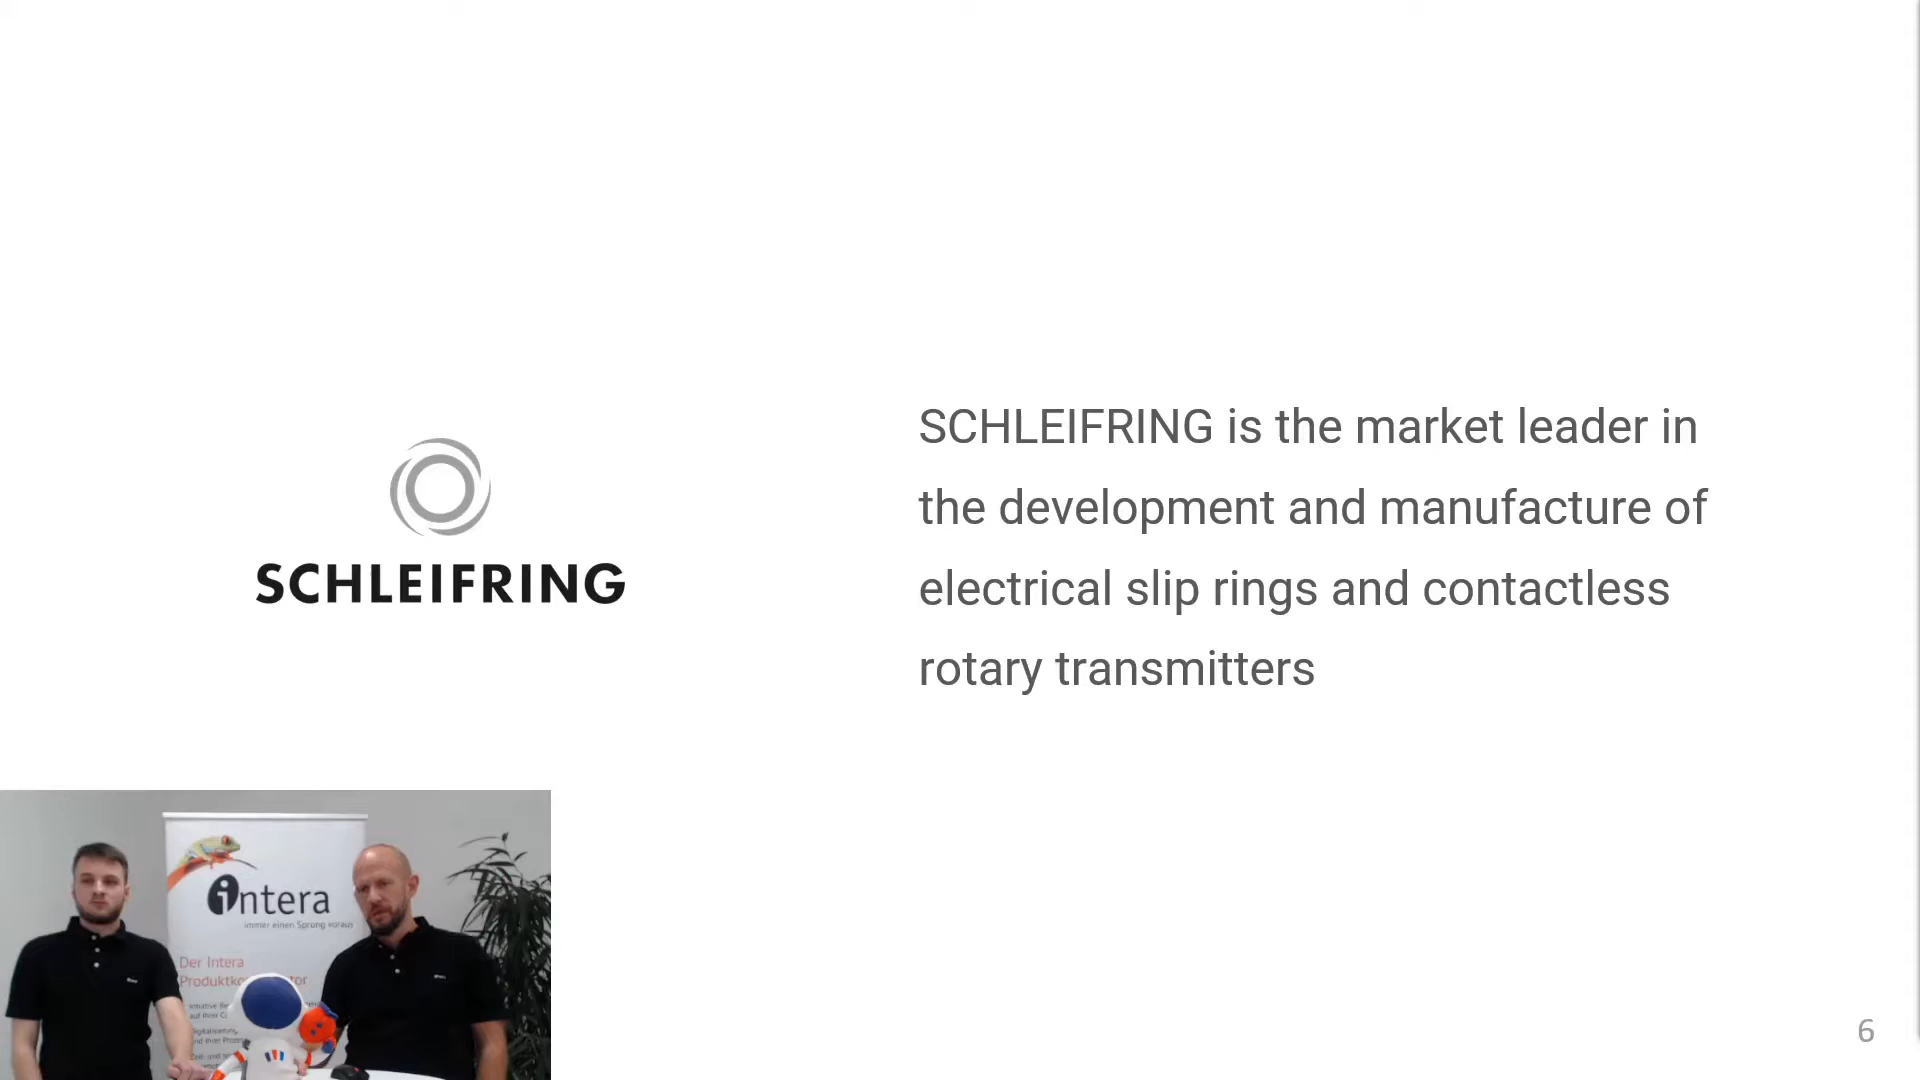 SCHLEIFRING
SCHLEIFRING is the market leader in
the development and manufacture of
electrical slip rings and contactless
rotary transmitters
intera
immer einen Sprung voraus
Der Intera
6